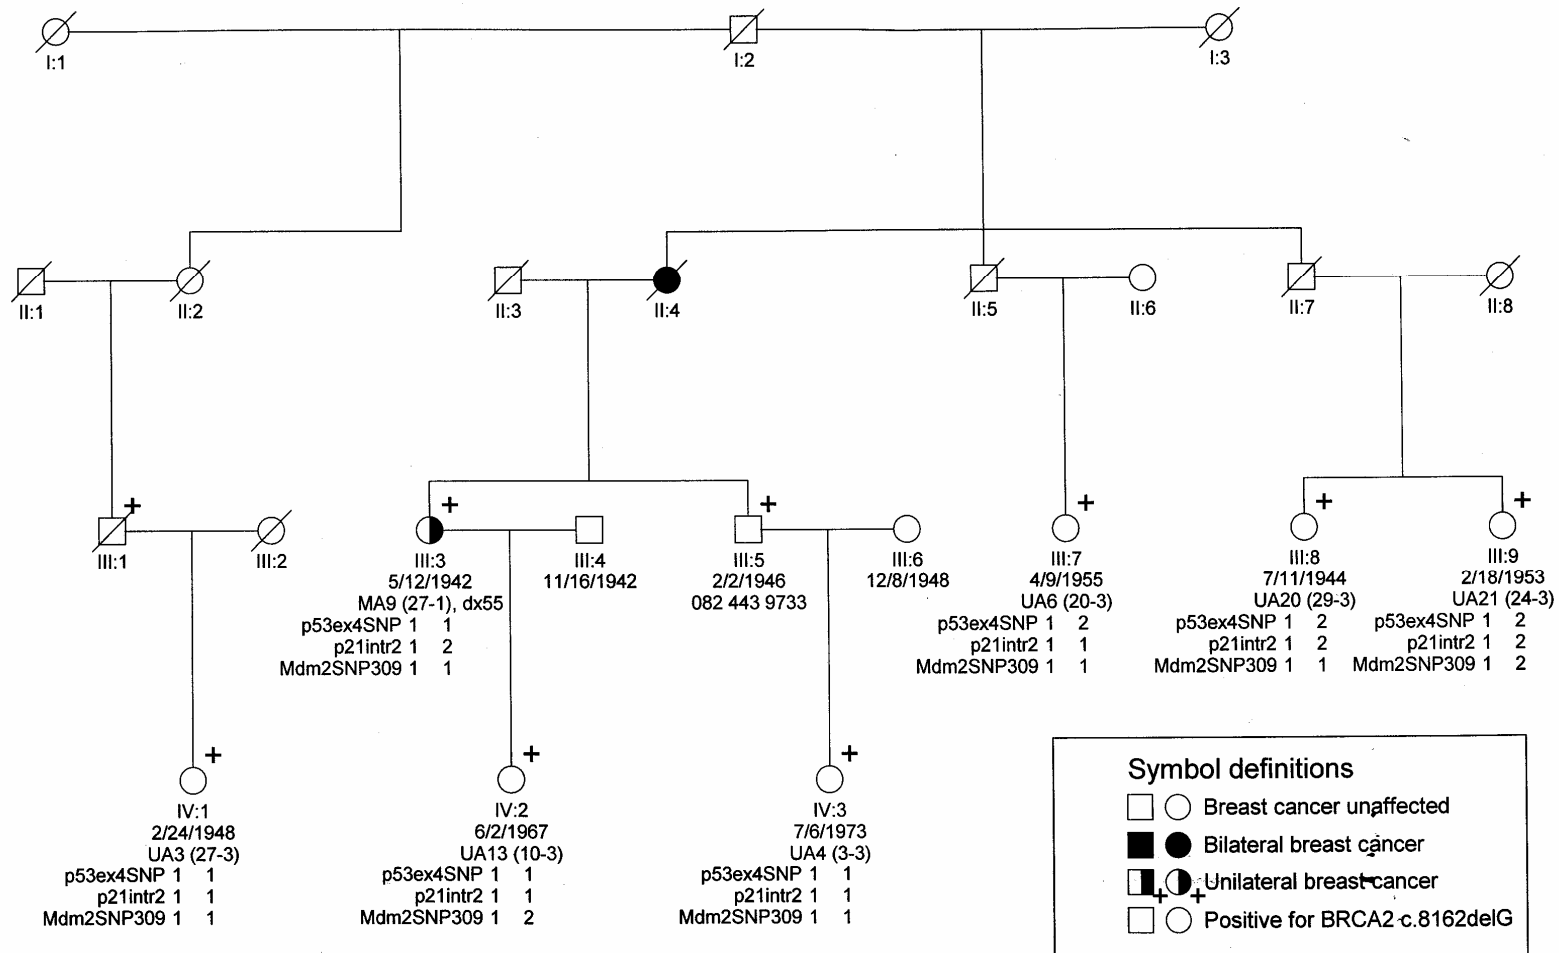 I:1
I:2
I:3
II:1
II:2
II:3
II:4
II:5
II:6
II:7
II:8
+
III:1
III:2
+
III:3
5/12/1942
MA9 (27-1), dx55
p53ex4SNP 1 1
p21intr2 1 2
Mdm2SNP309 1 1
III:4
11/16/1942
+
III:5
2/2/1946
082 443 9733
III:6
12/8/1948
+
III:7
4/9/1955
UA6 (20-3)
p53ex4SNP 1 2
p21intr2 1 1
Mdm2SNP309 1 1
+
III:8
7/11/1944
UA20 (29-3)
p53ex4SNP 1 2
p21intr2 1 2
Mdm2SNP309 1 1
+
III:9
2/18/1953
UA21 (24-3)
p53ex4SNP 1 2
p21intr2 1 2
Mdm2SNP309 1 2
+
IV:1
2/24/1948
UA3 (27-3)
p53ex4SNP 1 1
p21intr2 1 1
Mdm2SNP309 1 1
+
IV:2
6/2/1967
UA13 (10-3)
p53ex4SNP 1 1
p21intr2 1 1
Mdm2SNP309 1 2
+
IV:3
7/6/1973
UA4 (3-3)
p53ex4SNP 1 1
p21intr2 1 1
Mdm2SNP309 1 1
Symbol definitions
Breast cancer unaffected
Bilateral breast cancer
Unilateral breast cancer
+ +
Positive for BRCA2 c.8162delG